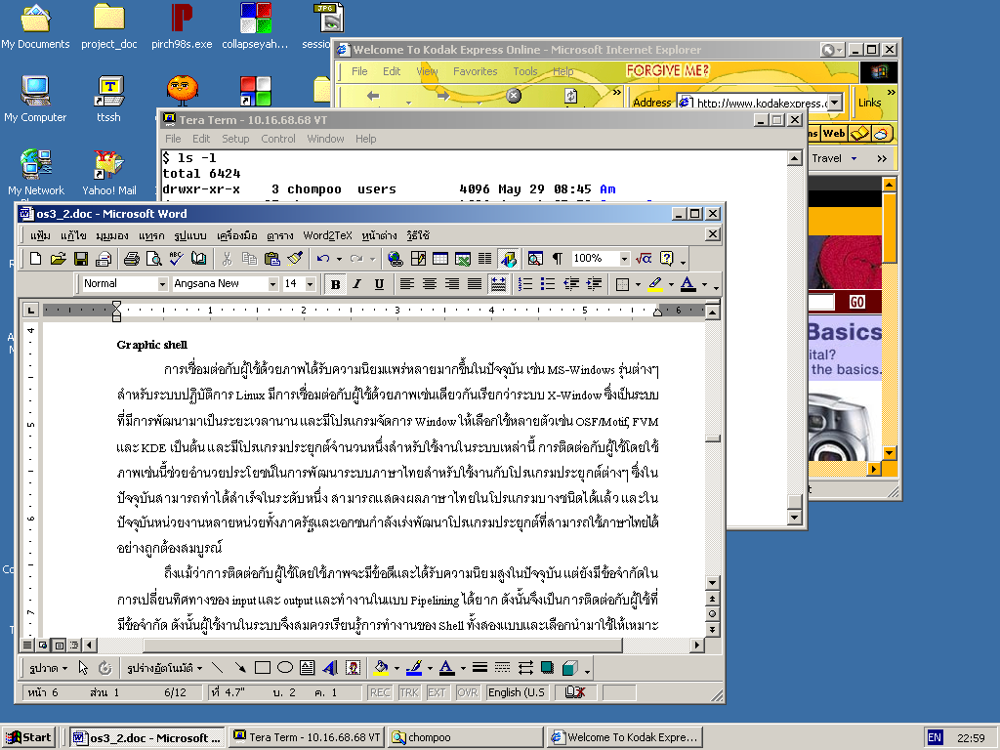 My Documents
project_doc
pirch98s.exe
collapseyah...
sessio
My Computer
ttssh
My Network
Yahoo! Mail
Welcome To Kodak Express Online - Microsoft Internet Explorer
File Edit View Favorites Tools Help
FORGIVE ME?
Address http://www.kodakexpress.c
Links
Web
Travel
GO
Basics
ital?
the basics.
Tera Term - 10.16.68.68 VT
File Edit Setup Control Window Help
$ ls -l
total 6424
drwxr-xr-x 3 chompoo users 4096 May 29 08:45 Am
os3_2.doc - Microsoft Word
แฟ้ม แก้ไข มุมมอง แทรก รูปแบบ เครื่องมือ ตาราง Word2TeX หน้าต่าง วิธีใช้
100%
Normal Angsana New 14 B I U
1 2 3 4 5 6
Graphic shell
การเชื่อมต่อกับผู้ใช้ด้วยภาพได้รับความนิยมแพร่หลายมากขึ้นในปัจจุบัน เช่น MS-Windows รุ่นต่างๆ
สำหรับระบบปฏิบัติการ Linux มีการเชื่อมต่อกับผู้ใช้ด้วยภาพเช่นเดียวกันเรียกว่าระบบ X-Window ซึ่งเป็นระบบ
ที่มีการพัฒนามาเป็นระยะเวลานาน และมีโปรแกรมจัดการ Window ให้เลือกใช้หลายตัวเช่น OSF/Motif, FVM
และ KDE เป็นต้น และมีโปรแกรมประยุกต์จำนวนหนึ่งสำหรับใช้งานในระบบเหล่านี้ การติดต่อกับผู้ใช้โดยใช้
ภาพเช่นนี้ช่วยอำนวยประโยชน์ในการพัฒนาระบบภาษาไทยสำหรับใช้งานกับโปรแกรมประยุกต์ต่างๆ ซึ่งใน
ปัจจุบันสามารถทำได้สำเร็จในระดับหนึ่ง สามารถแสดงผลภาษาไทยในโปรแกรมบางชนิดได้แล้ว และใน
ปัจจุบันหน่วยงานหลายหน่วยทั้งภาครัฐและเอกชนกำลังเร่งพัฒนาโปรแกรมประยุกต์ที่สามารถใช้ภาษาไทยได้
อย่างถูกต้องสมบูรณ์
ถึงแม้ว่าการติดต่อกับผู้ใช้โดยใช้ภาพจะมีข้อดีและได้รับความนิยมสูงในปัจจุบัน แต่ยังมีข้อจำกัดใน
การเปลี่ยนทิศทางของ input และ output และทำงานในแบบ Pipelining ได้ยาก ดังนั้นจึงเป็นการติดต่อกับผู้ใช้ที่
มีข้อจำกัด ดังนั้นผู้ใช้งานในระบบจึงสมควรเรียนรู้การทำงานของ Shell ทั้งสองแบบและเลือกนำมาใช้ให้เหมาะ
รูปวาด รูปร่างอัตโนมัติ
หน้า 6 ส่วน 1 6/12 ที่ 4.7" บ. 2 ค. 1 REC TRK EXT OVR English (U.S
Start os3_2.doc - Microsoft ... Tera Term - 10.16.68.68 VT chompoo Welcome To Kodak Expre... EN 22:59